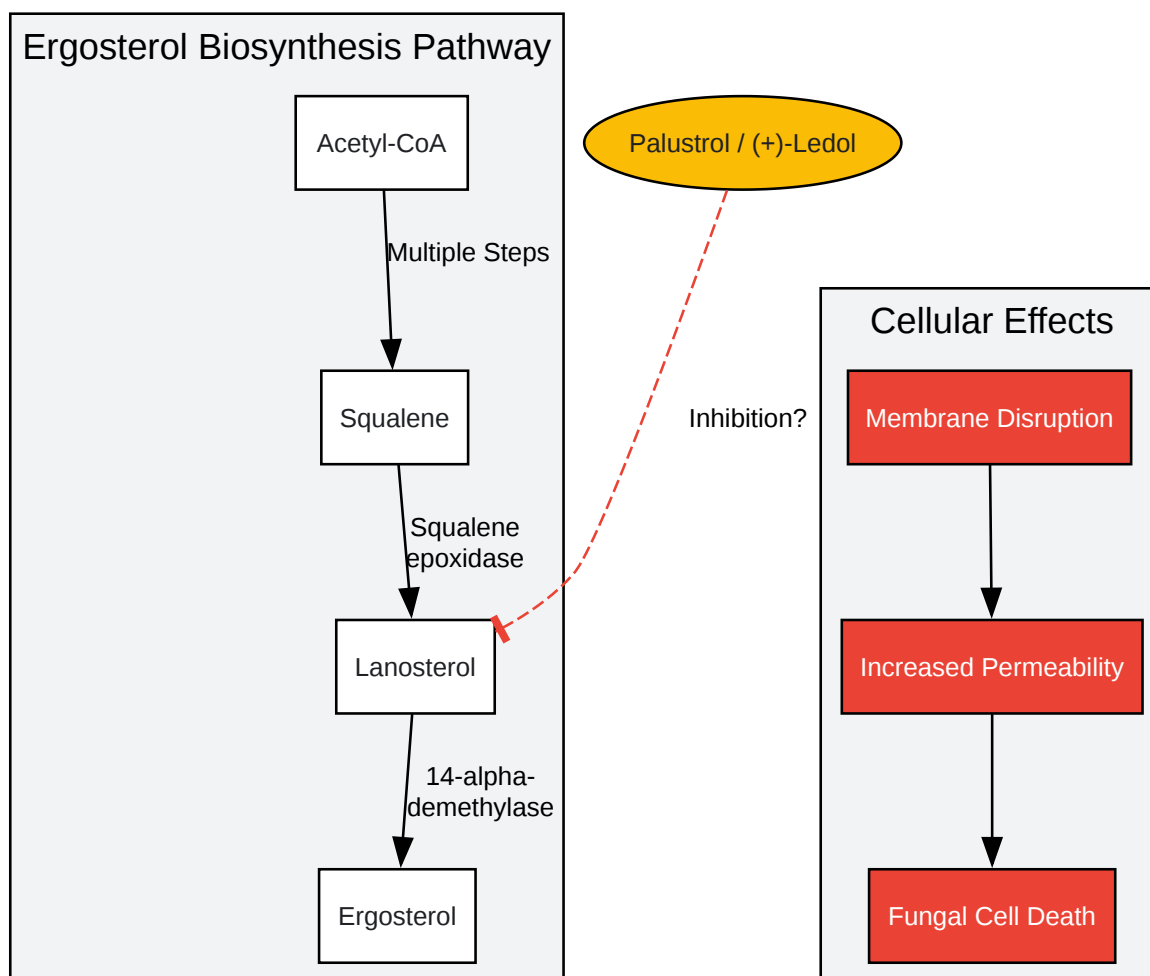 Ergosterol Biosynthesis Pathway
Acetyl-CoA
Palustrol / (+)-Ledol
Multiple Steps
Squalene
Inhibition?
Squalene
epoxidase
Lanosterol
14-alpha-
demethylase
Ergosterol
Cellular Effects
Membrane Disruption
Increased Permeability
Fungal Cell Death